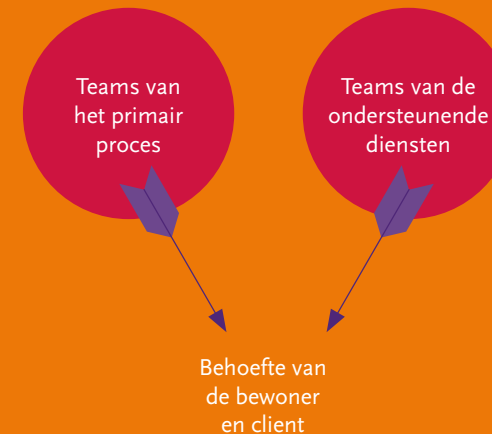 Teams van
het primair
proces
Teams van de
ondersteunende
diensten
Behoefte van
de bewoner
en client